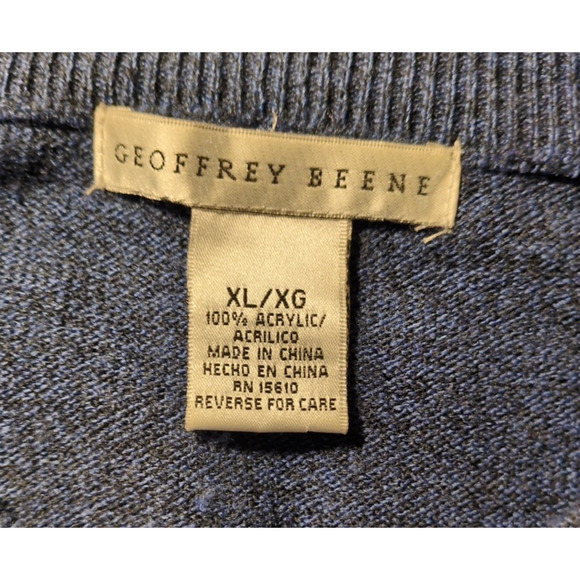 GEOFFREY BEENE
XL/XG
100% ACRYLIC/
ACRILICO
MADE IN CHINA
HECHO EN CHINA
RN 15610
REVERSE FOR CARE